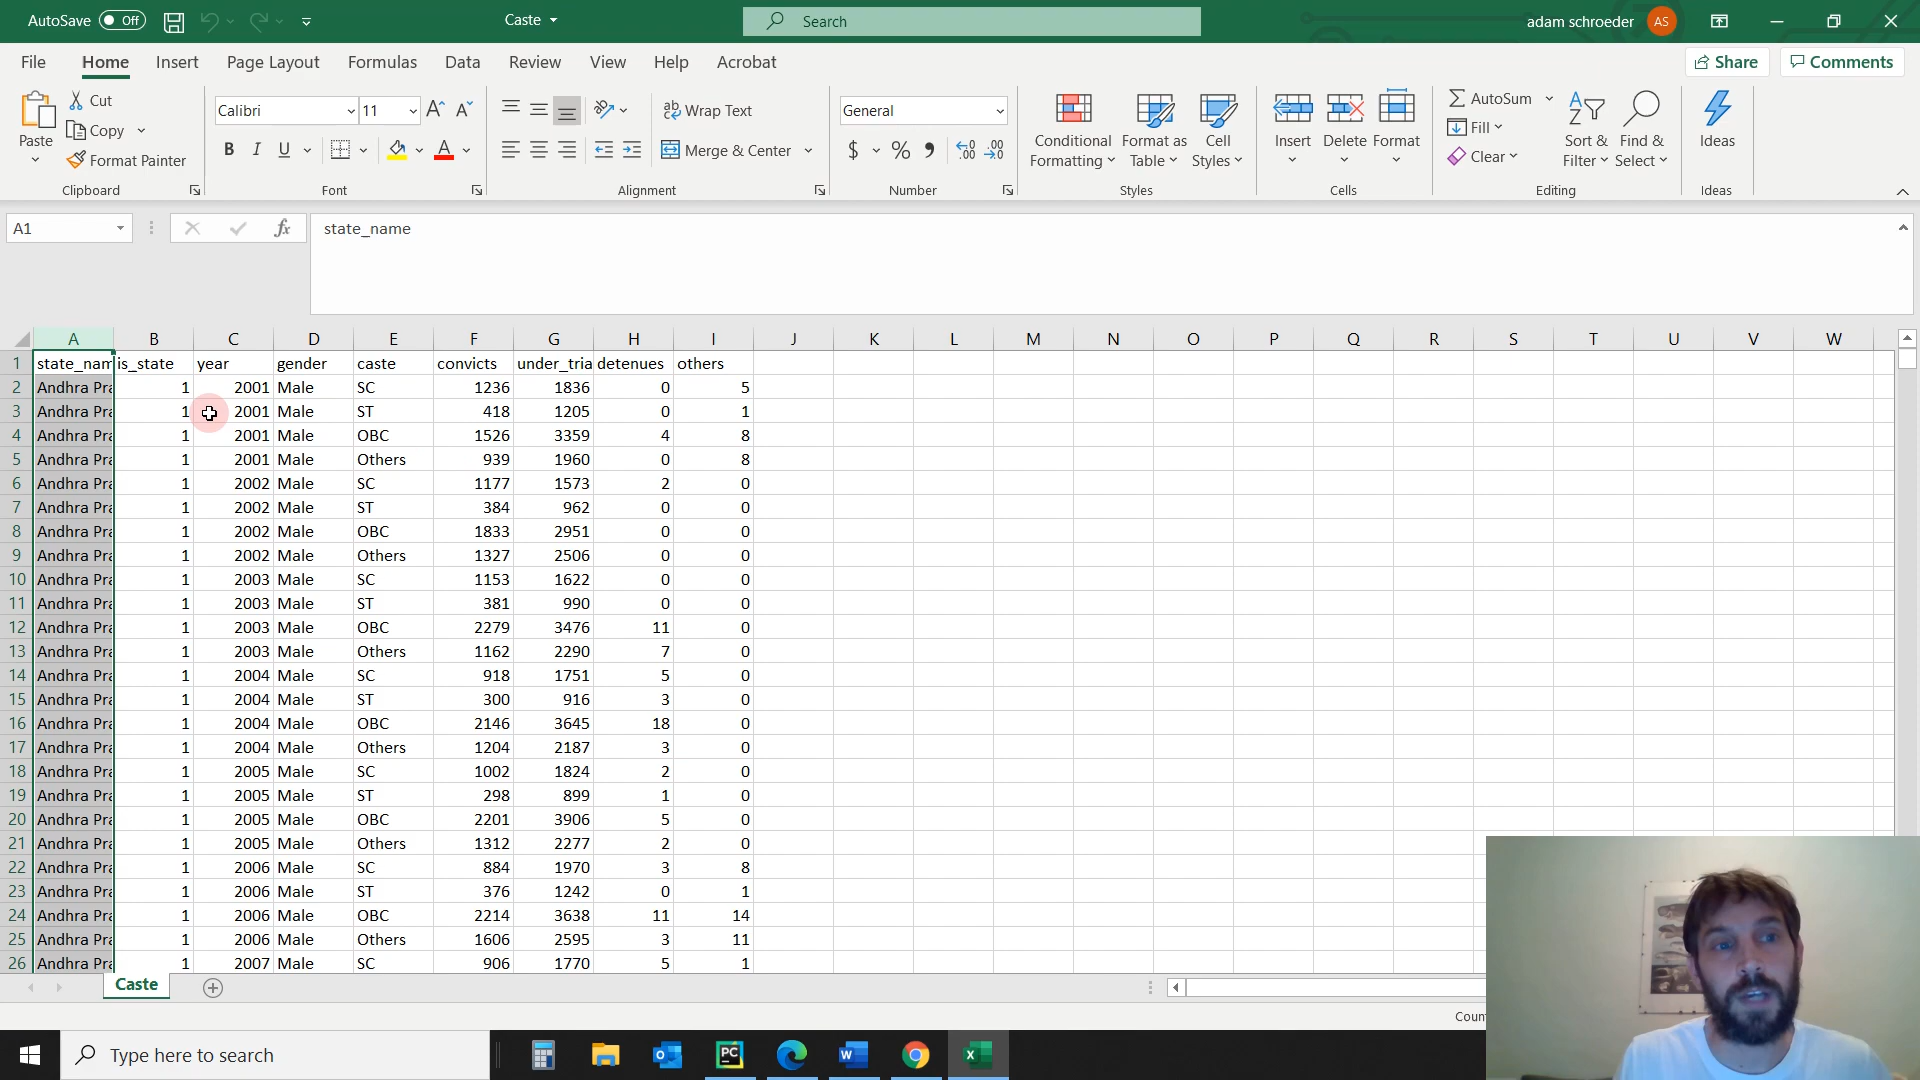 AutoSave Off Caste Search adam schroeder AS
File Home Insert Page Layout Formulas Data Review View Help Acrobat Share Comments
Paste Cut Copy Format Painter Clipboard
Calibri 11 B I U A Font
Wrap Text Merge & Center Alignment
General $ % Number
Conditional Formatting Format as Table Cell Styles Styles
Insert Delete Format Cells
AutoSum Fill Clear Sort & Filter Find & Select Editing
Ideas Ideas
A1 fx state_name
A B C D E F G H I J K L M N O P Q R S T U V W
1 state_nam is_state year gender caste convicts under_tria detenues others
2 Andhra Pra 1 2001 Male SC 1236 1836 0 5
3 Andhra Pra 1 2001 Male ST 418 1205 0 1
4 Andhra Pra 1 2001 Male OBC 1526 3359 4 8
5 Andhra Pra 1 2001 Male Others 939 1960 0 8
6 Andhra Pra 1 2002 Male SC 1177 1573 2 0
7 Andhra Pra 1 2002 Male ST 384 962 0 0
8 Andhra Pra 1 2002 Male OBC 1833 2951 0 0
9 Andhra Pra 1 2002 Male Others 1327 2506 0 0
10 Andhra Pra 1 2003 Male SC 1153 1622 0 0
11 Andhra Pra 1 2003 Male ST 381 990 0 0
12 Andhra Pra 1 2003 Male OBC 2279 3476 11 0
13 Andhra Pra 1 2003 Male Others 1162 2290 7 0
14 Andhra Pra 1 2004 Male SC 918 1751 5 0
15 Andhra Pra 1 2004 Male ST 300 916 3 0
16 Andhra Pra 1 2004 Male OBC 2146 3645 18 0
17 Andhra Pra 1 2004 Male Others 1204 2187 3 0
18 Andhra Pra 1 2005 Male SC 1002 1824 2 0
19 Andhra Pra 1 2005 Male ST 298 899 1 0
20 Andhra Pra 1 2005 Male OBC 2201 3906 5 0
21 Andhra Pra 1 2005 Male Others 1312 2277 2 0
22 Andhra Pra 1 2006 Male SC 884 1970 3 8
23 Andhra Pra 1 2006 Male ST 376 1242 0 1
24 Andhra Pra 1 2006 Male OBC 2214 3638 11 14
25 Andhra Pra 1 2006 Male Others 1606 2595 3 11
26 Andhra Pra 1 2007 Male SC 906 1770 5 1
Caste
Coun
Type here to search